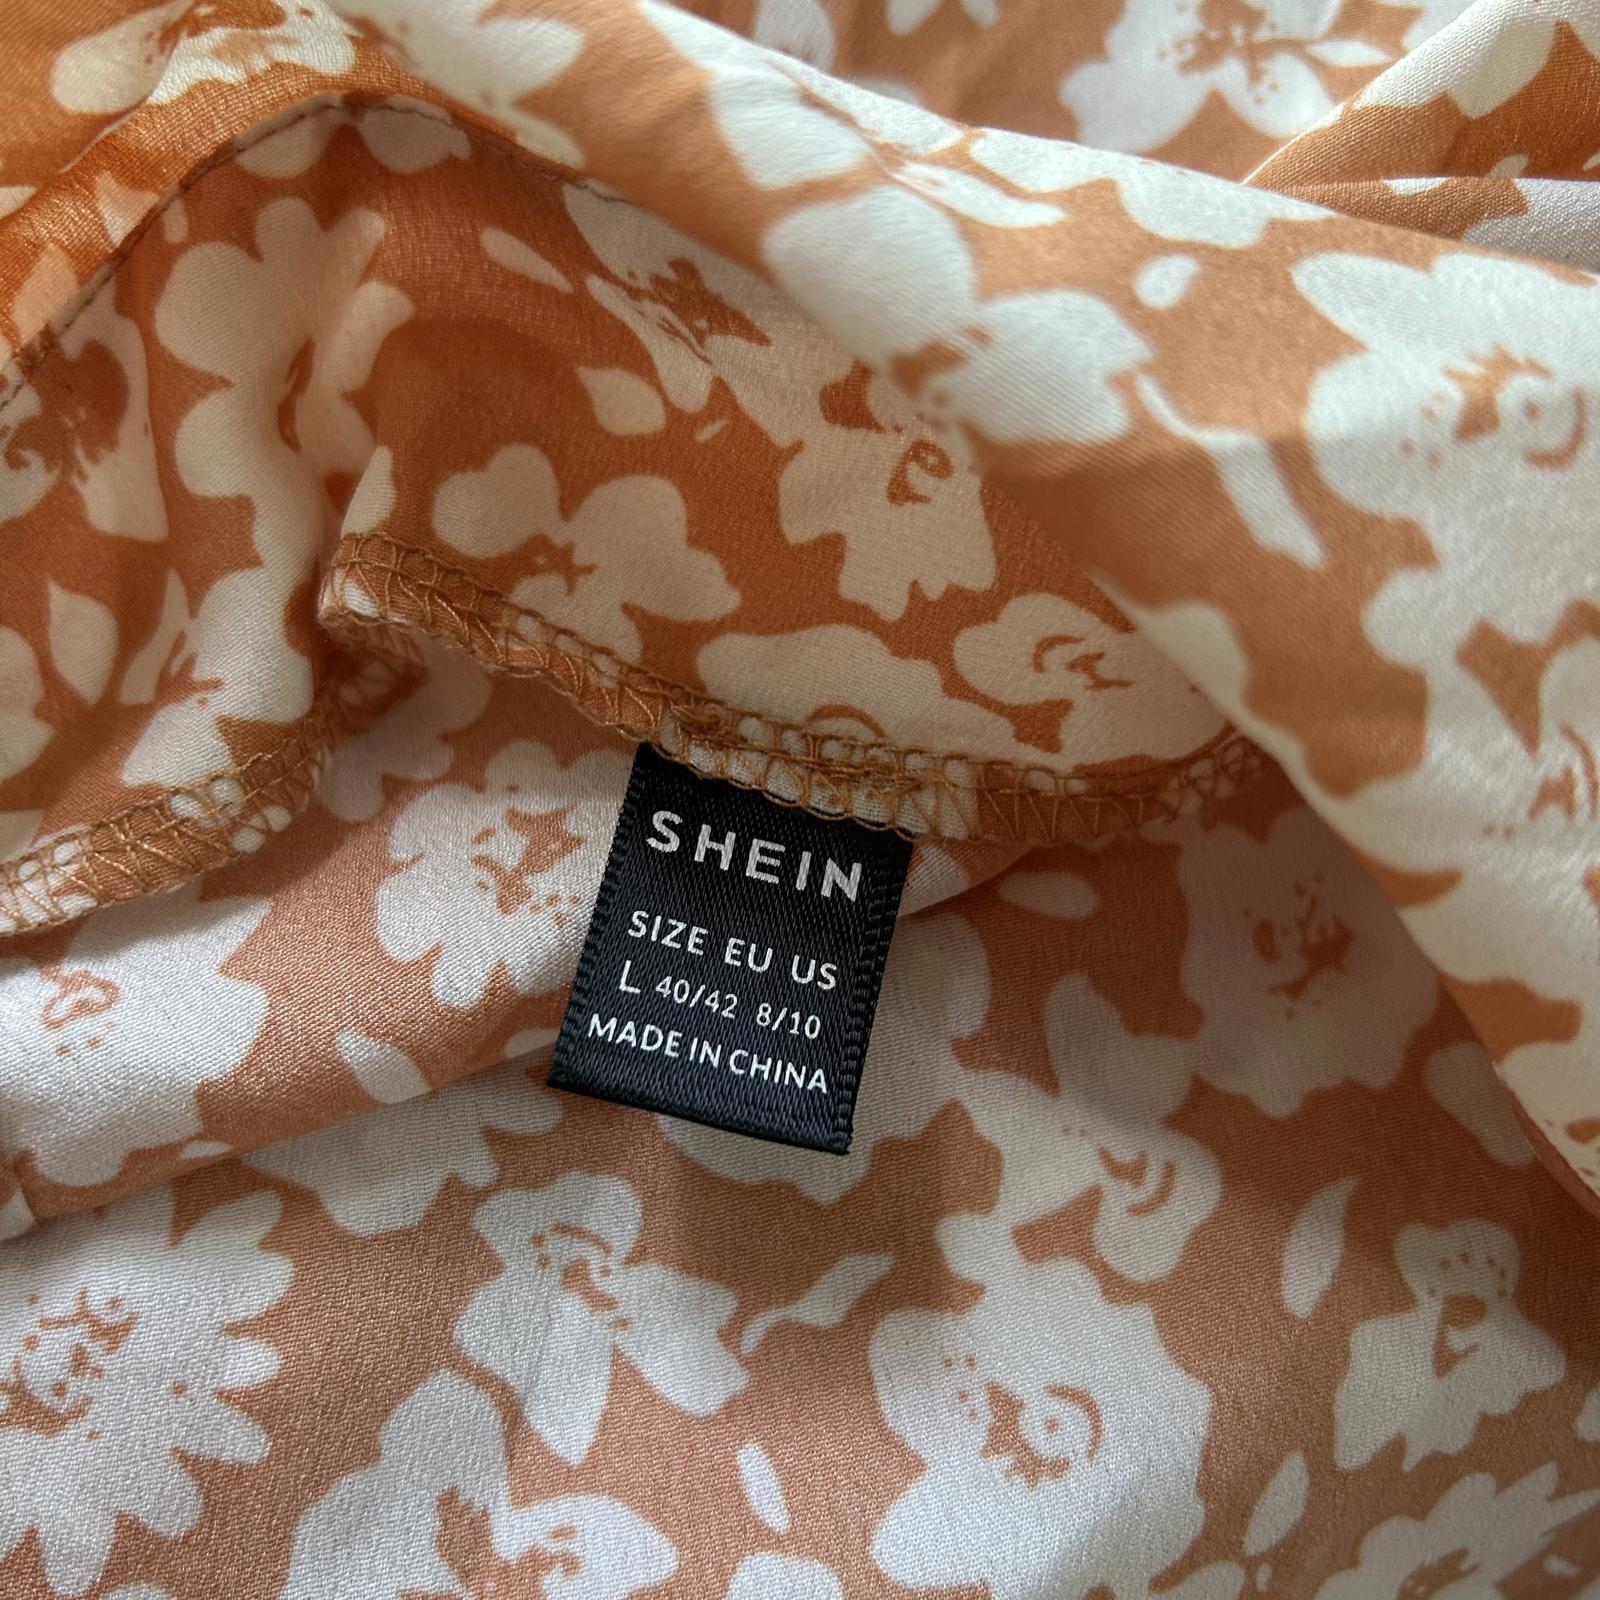 SHEIN
SIZE EU US
L 40/42 8/10
MADE IN CHINA